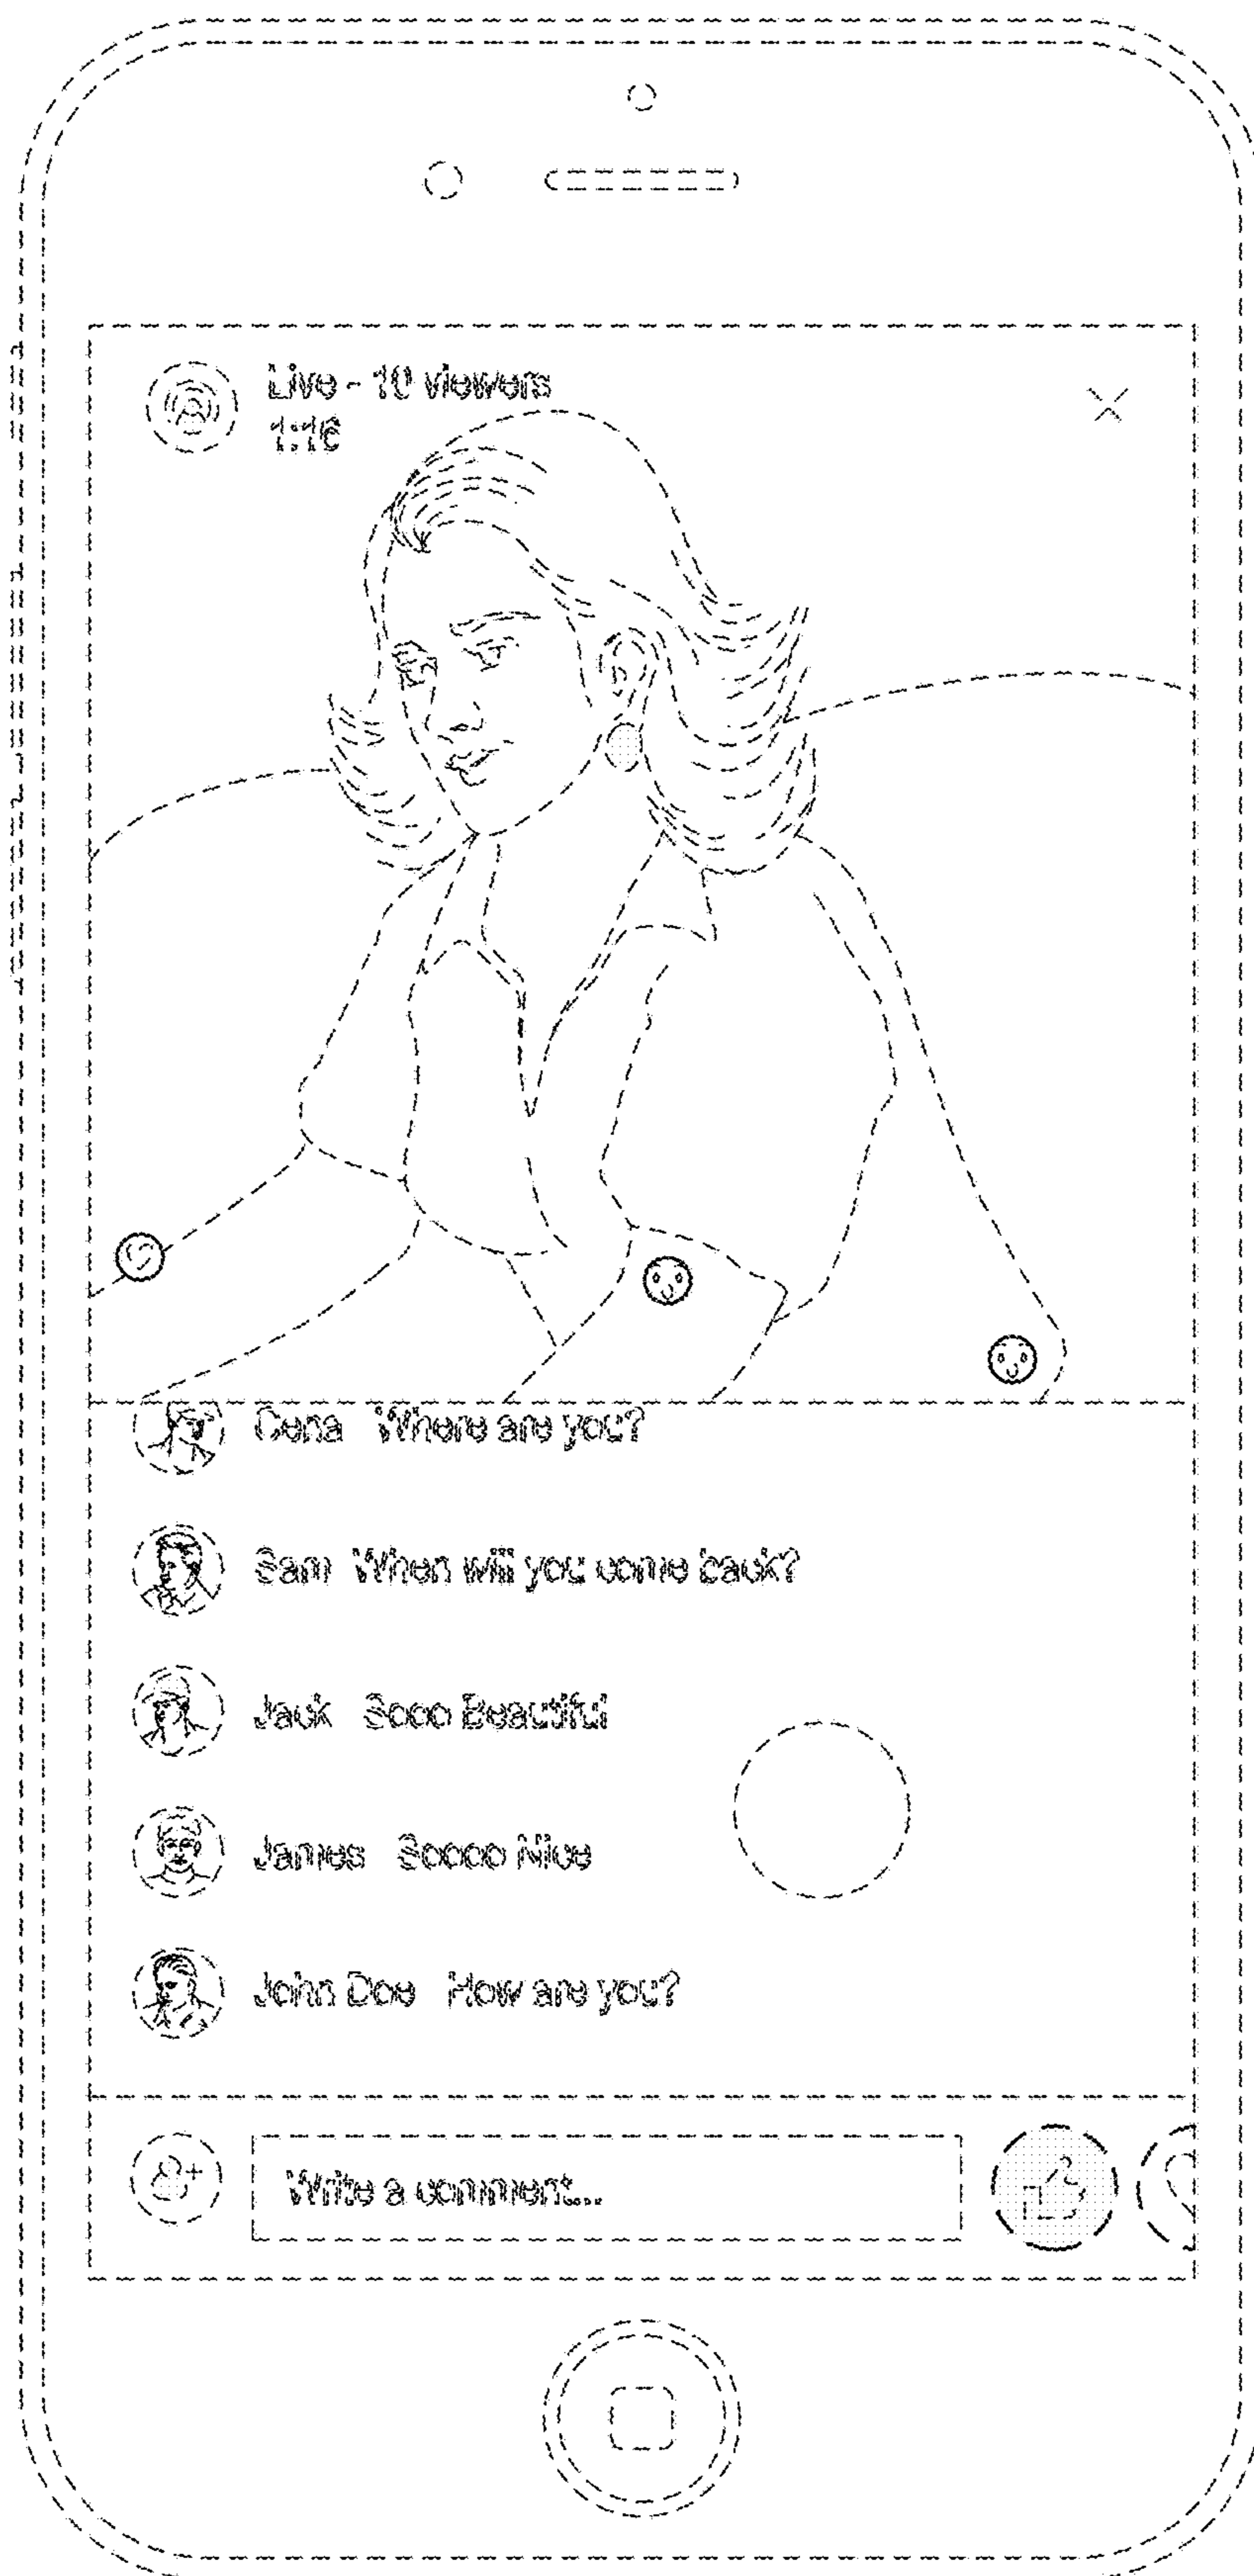 Live - 10 viewers
1:16
Cena Where are you?
Sam When will you come back?
Jack Sooo Beautiful
James Soooo Nice
John Doe How are you?
Write a comment...